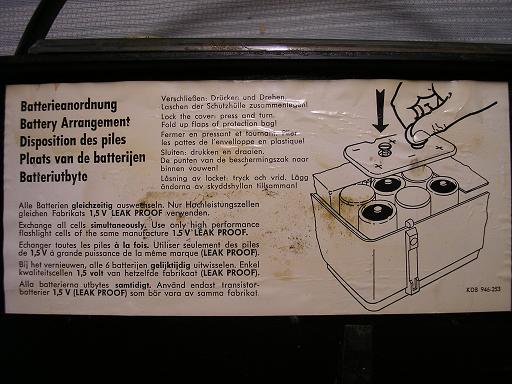 Batterieanordnung
Battery Arrangement
Disposition des piles
Plaats van de batterijen
Batteriutbyte
Verschließen: Drücken und Drehen.
Laschen der Schutzhülle zusammenlegen!
Lock the cover: press and turn.
Fold up flaps of protection bag!
Fermer en pressant et tournant. Plier
les pattes de l'enveloppe en plastique!
Sluiten: drukken en draaien.
De punten van de beschermingszak naar
binnen vouwen!
Låsning av locket: tryck och vrid. Lägg
ändorna av skyddshyllan tillsamman!
Alle Batterien gleichzeitig auswechseln. Nur Hochleistungszellen
gleichen Fabrikats 1,5 V LEAK PROOF verwenden.
Exchange all cells simultaneously. Use only high performance
flashlight cells of the same manufacture 1.5 V LEAK PROOF.
Echanger toutes les piles à la fois. Utiliser seulement des piles
de 1,5 V à grande puissance de la même marque (LEAK PROOF).
Bij het vernieuwen, alle 6 batterijen gelijktijdig uitwisselen. Enkel
kwaliteitscellen 1,5 volt van hetzelfde fabrikaat (LEAK PROOF).
Alla batterierna utbytes samtidigt. Använd endast transistor-
batterier 1,5 V (LEAK PROOF) som bör vara av samma fabrikat.
KDB 946-253